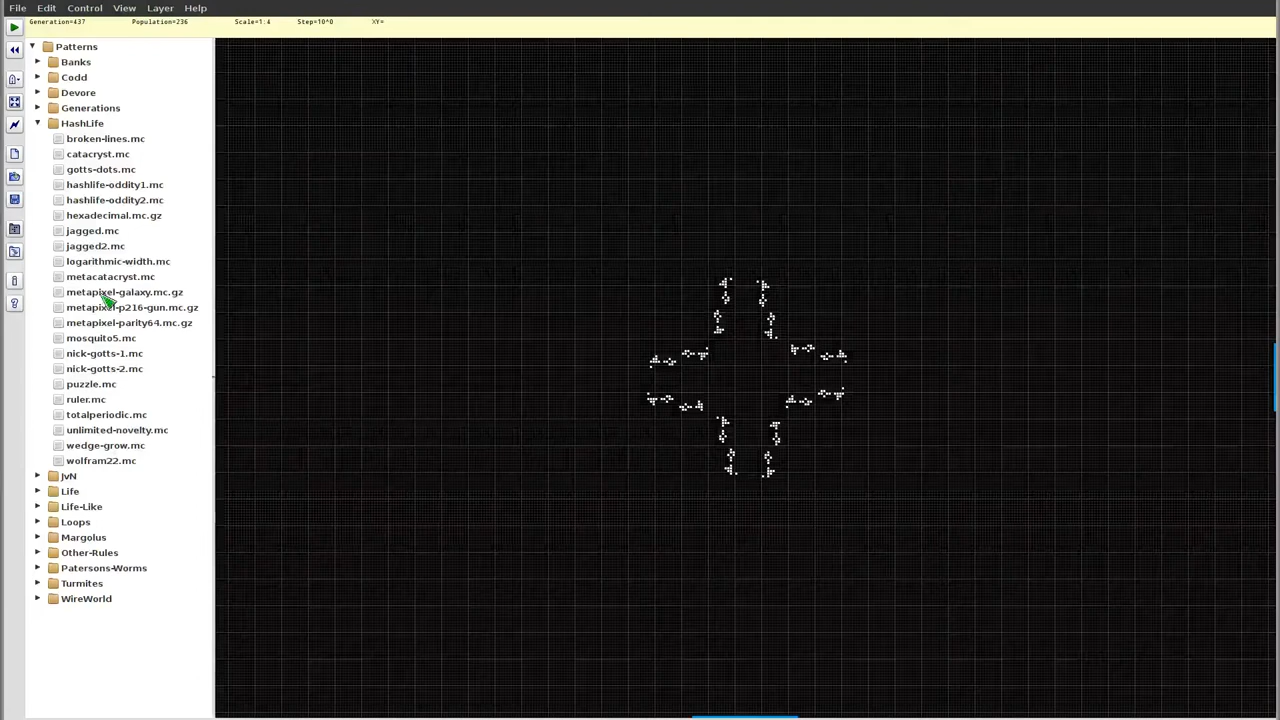 File Edit Control View Layer Help
Generation=437 Population=236 Scale=1:4 Step=10^0 XY=
Patterns
Banks
Codd
Devore
Generations
HashLife
broken-lines.mc
catacryst.mc
gotts-dots.mc
hashlife-oddity1.mc
hashlife-oddity2.mc
hexadecimal.mc.gz
jagged.mc
jagged2.mc
logarithmic-width.mc
metacatacryst.mc
metapixel-galaxy.mc.gz
metapixel-p216-gun.mc.gz
metapixel-parity64.mc.gz
mosquito5.mc
nick-gotts-1.mc
nick-gotts-2.mc
puzzle.mc
ruler.mc
totalperiodic.mc
unlimited-novelty.mc
wedge-grow.mc
wolfram22.mc
JvN
Life
Life-Like
Loops
Margolus
Other-Rules
Patersons-Worms
Turmites
WireWorld